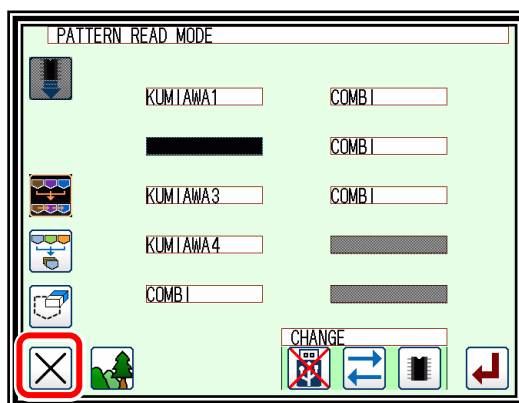 PATTERN READ MODE
KUMIAWA1 COMBI
COMBI
KUMIAWA3 COMBI
KUMIAWA4
COMBI
CHANGE